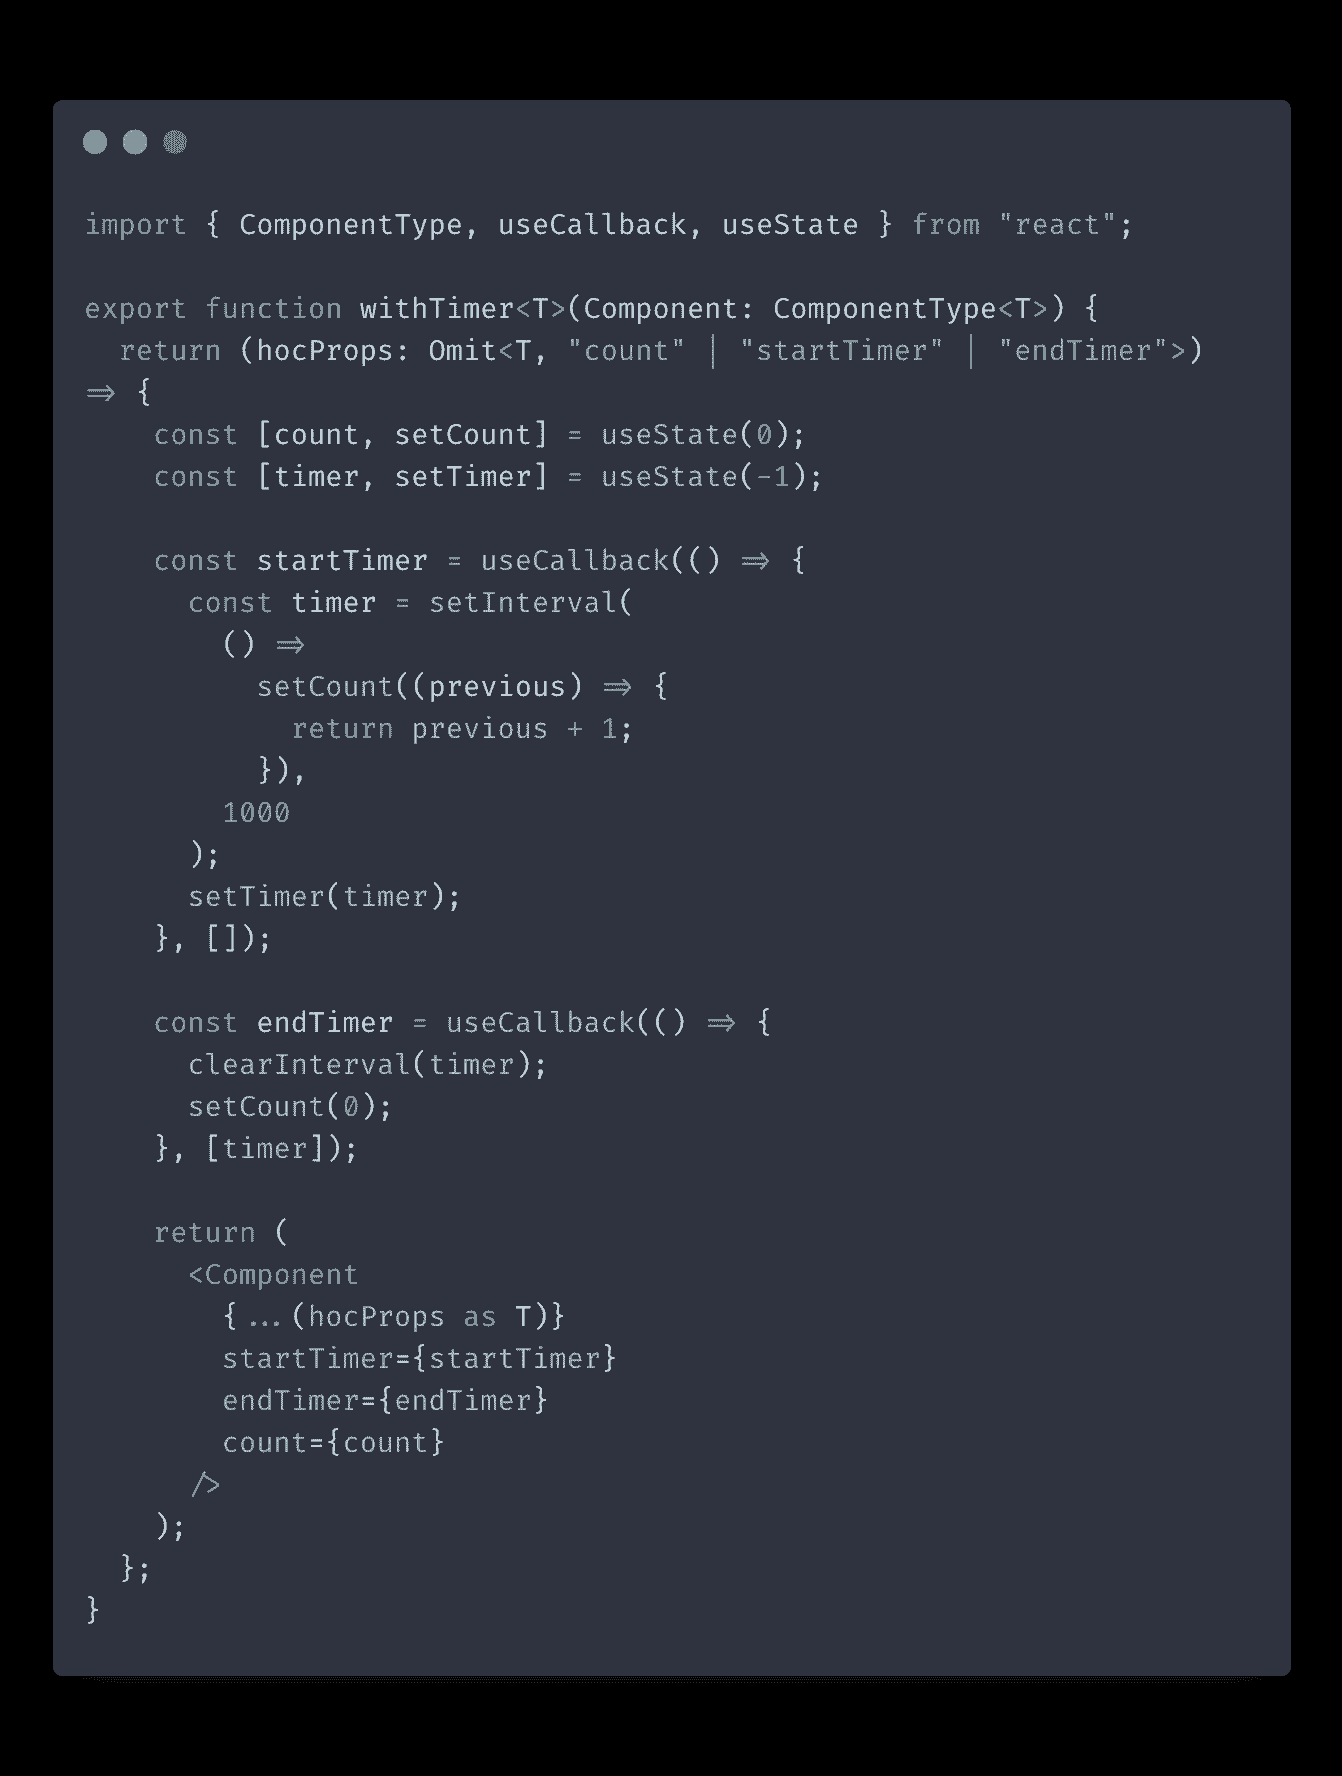 import { ComponentType, useCallback, useState } from "react";
export function withTimer<T>(Component: ComponentType<T>) {
return (hocProps: Omit<T, "count" | "startTimer" | "endTimer">)
=> {
const [count, setCount] = useState(0);
const [timer, setTimer] = useState(-1);
const startTimer = useCallback(() => {
const timer = setInterval(
() =>
setCount((previous) => {
return previous + 1;
}),
1000
);
setTimer(timer);
}, []);
const endTimer = useCallback(() => {
clearInterval(timer);
setCount(0);
}, [timer]);
return (
<Component
{...(hocProps as T)}
startTimer={startTimer}
endTimer={endTimer}
count={count}
/>
);
};
}